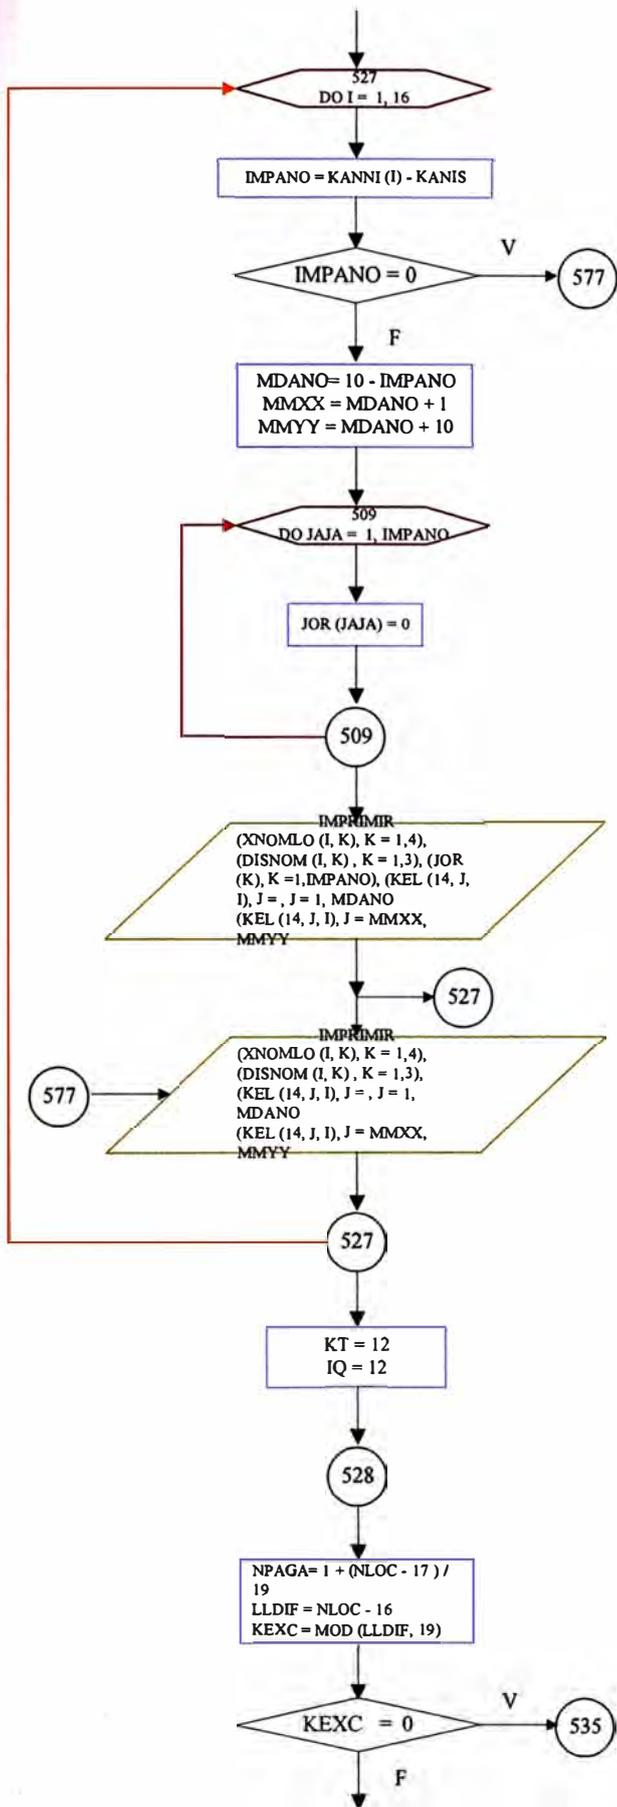 527
DO I = 1, 16
IMPANO = KANNI (I) - KANIS
IMPANO = 0
V
577
F
MDANO= 10 - IMPANO
MMXX = MDANO + 1
MMYY = MDANO + 10
509
DO JAJA = 1, IMPANO
JOR (JAJA) = 0
509
IMPRIMIR
(XNOMLO (I, K), K = 1,4),
(DISNOM (I, K) , K = 1,3), (JOR
(K), K =1,IMPANO), (KEL (14, J,
I), J = , J = 1, MDANO
(KEL (14, J, I), J = MMXX,
MMYY
527
IMPRIMIR
(XNOMLO (I, K), K = 1,4),
(DISNOM (I, K) , K = 1,3),
(KEL (14, J, I), J = , J = 1,
MDANO
(KEL (14, J, I), J = MMXX,
MMYY
577
527
KT = 12
IQ = 12
528
NPAGA= 1 + (NLOC - 17 ) /
19
LLDIF = NLOC - 16
KEXC = MOD (LLDIF, 19)
KEXC = 0
V
535
F